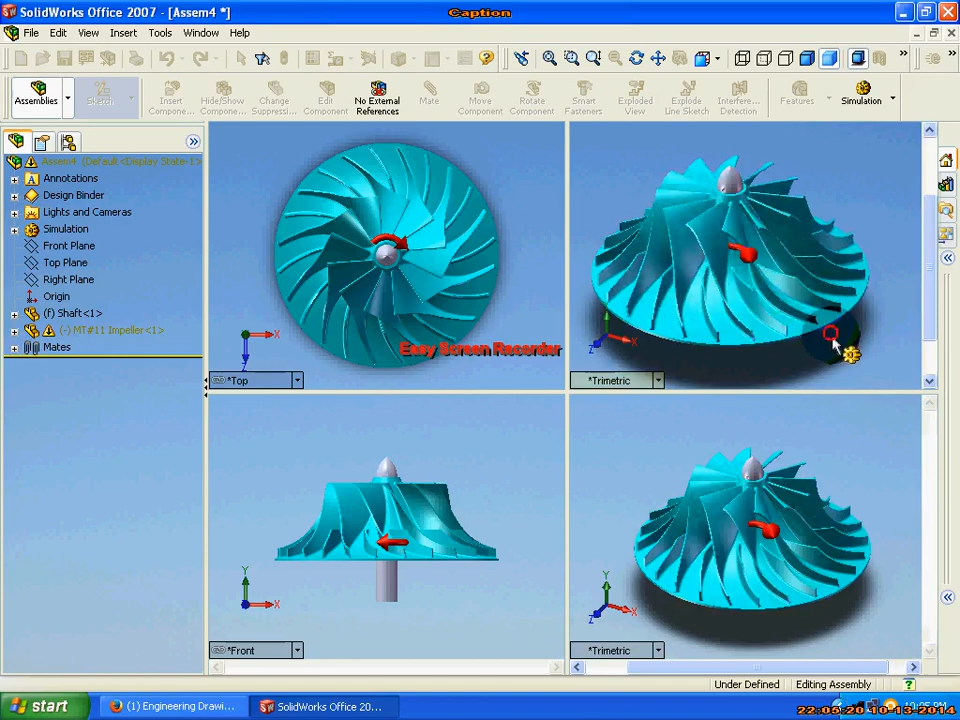 SolidWorks Office 2007 - [Assem4 *]
Caption
File Edit View Insert Tools Window Help
Assemblies
Sketch
Insert Compone...
Hide/Show Compone...
Change Suppressi...
Edit Component
No External References
Mate
Move Component
Rotate Component
Smart Fasteners
Exploded View
Explode Line Sketch
Interfere... Detection
Features
Simulation
Assem4 (Default<Display State-1>
Annotations
Design Binder
Lights and Cameras
Simulation
Front Plane
Top Plane
Right Plane
Origin
(f) Shaft<1>
(-) MT#11 Impeller<1>
Mates
X
Z
*Top
Easy Screen Recorder
Y
X
Z
*Trimetric
Y
X
*Front
Y
X
Z
*Trimetric
Under Defined
Editing Assembly
start
(1) Engineering Drawi...
SolidWorks Office 20...
22:05:20 10-13-2014